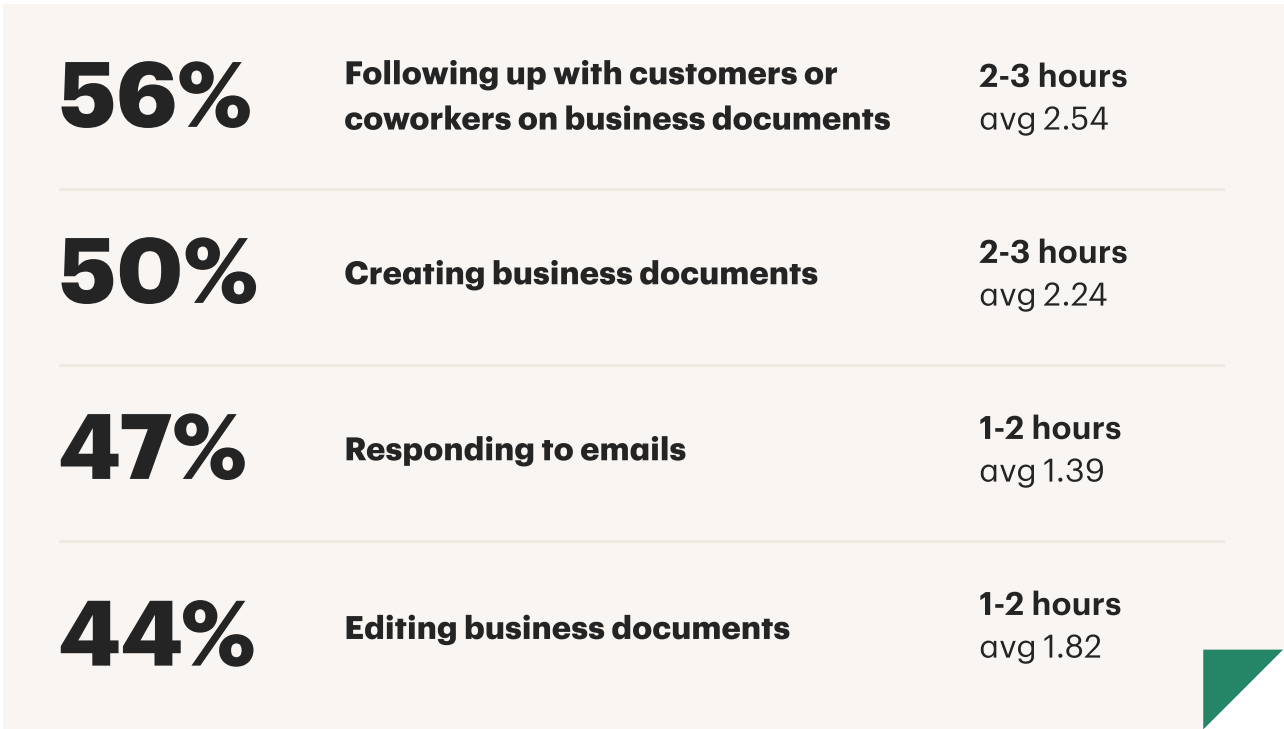 56%
Following up with customers or
coworkers on business documents
2-3 hours
avg 2.54
50%
Creating business documents
2-3 hours
avg 2.24
47%
Responding to emails
1-2 hours
avg 1.39
44%
Editing business documents
1-2 hours
avg 1.82